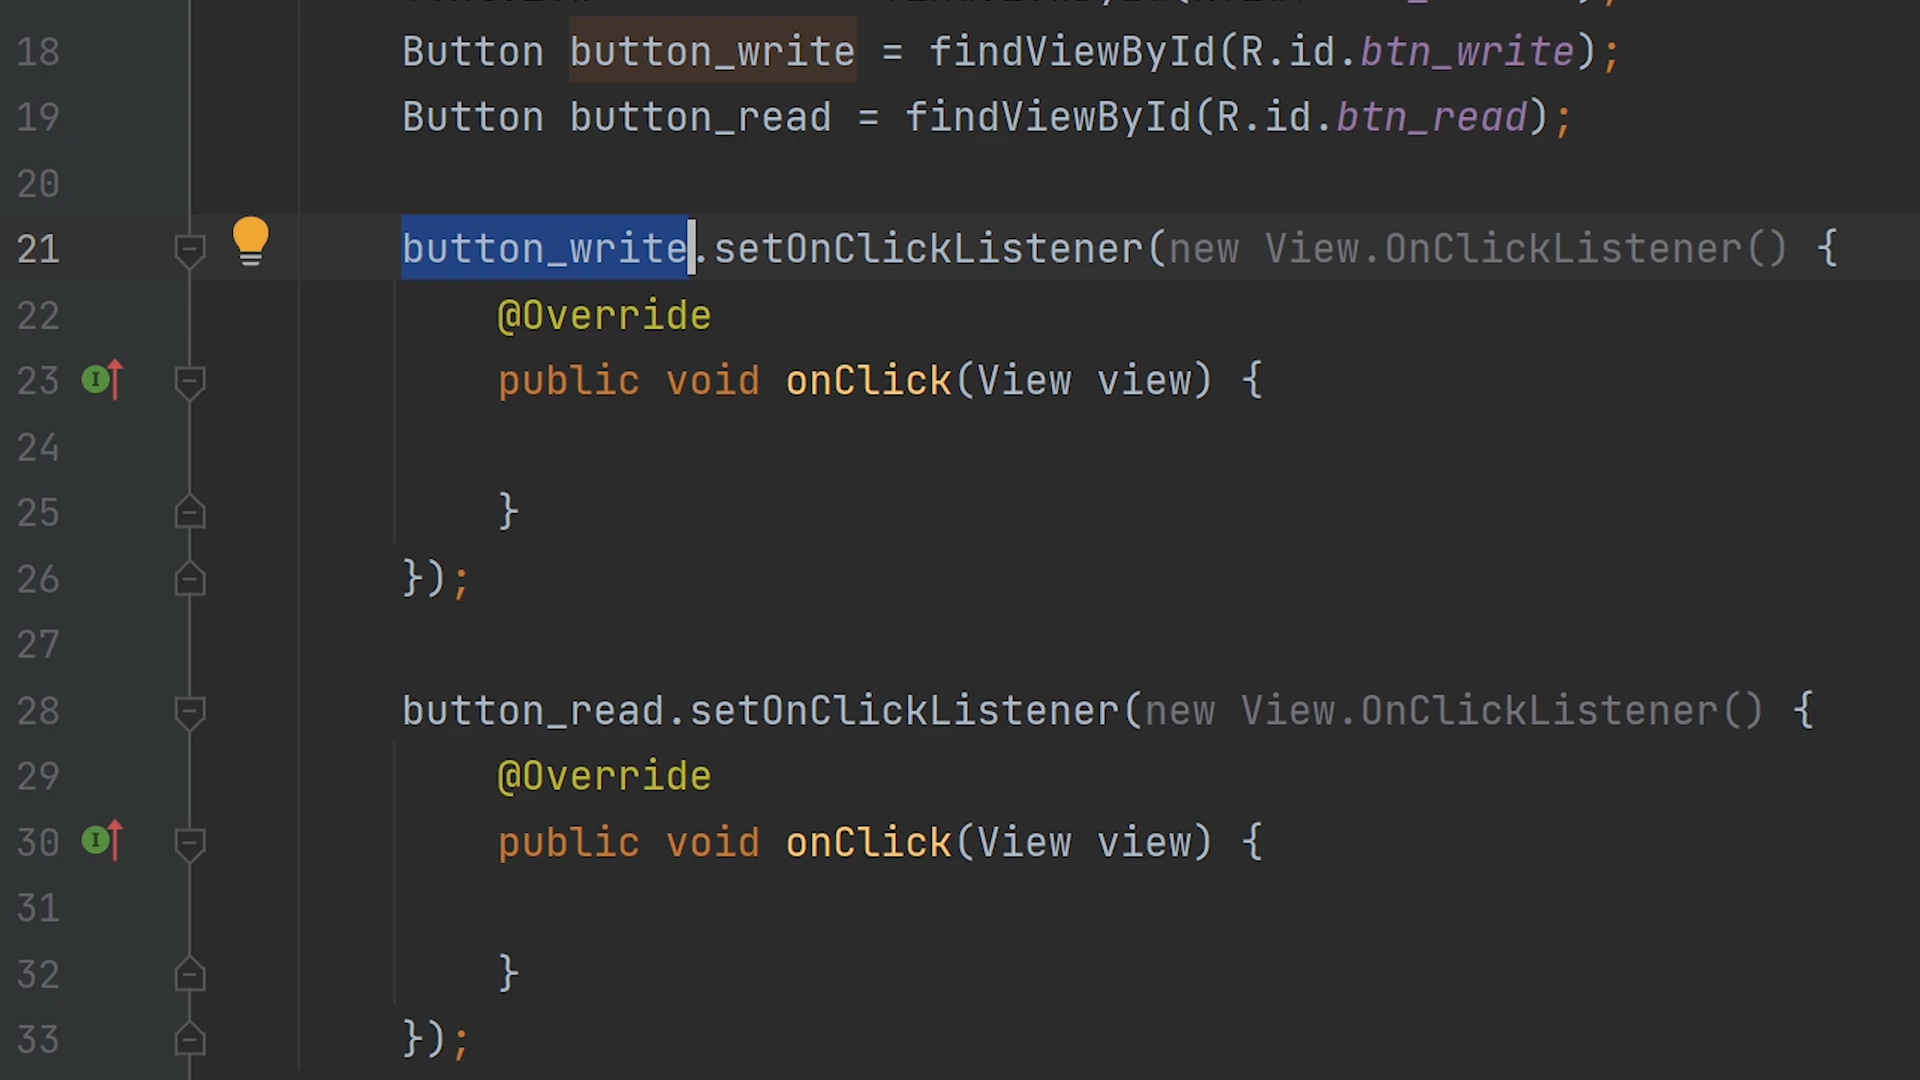 18 Button button_write = findViewById(R.id.btn_write);
19 Button button_read = findViewById(R.id.btn_read);
20
21 button_write.setOnClickListener(new View.OnClickListener() {
22 @Override
23 public void onClick(View view) {
24
25 }
26 });
27
28 button_read.setOnClickListener(new View.OnClickListener() {
29 @Override
30 public void onClick(View view) {
31
32 }
33 });